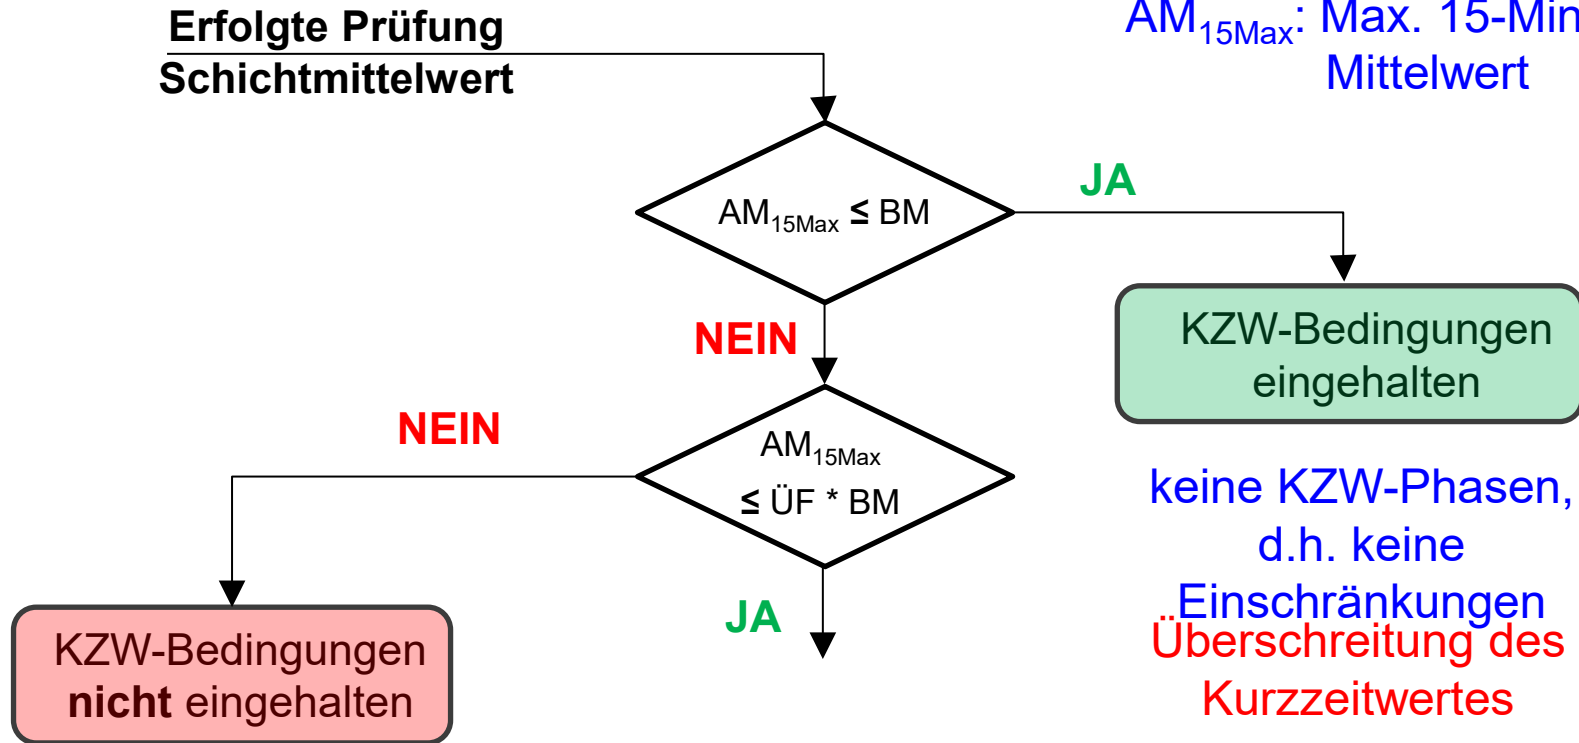 Erfolgte Prüfung
Schichtmittelwert
AM15Max: Max. 15-Min
Mittelwert
AM15Max ≤ BM
JA
KZW-Bedingungen
eingehalten
NEIN
AM15Max
≤ ÜF * BM
NEIN
JA
KZW-Bedingungen
nicht eingehalten
keine KZW-Phasen,
d.h. keine
Einschränkungen
Überschreitung des
Kurzzeitwertes